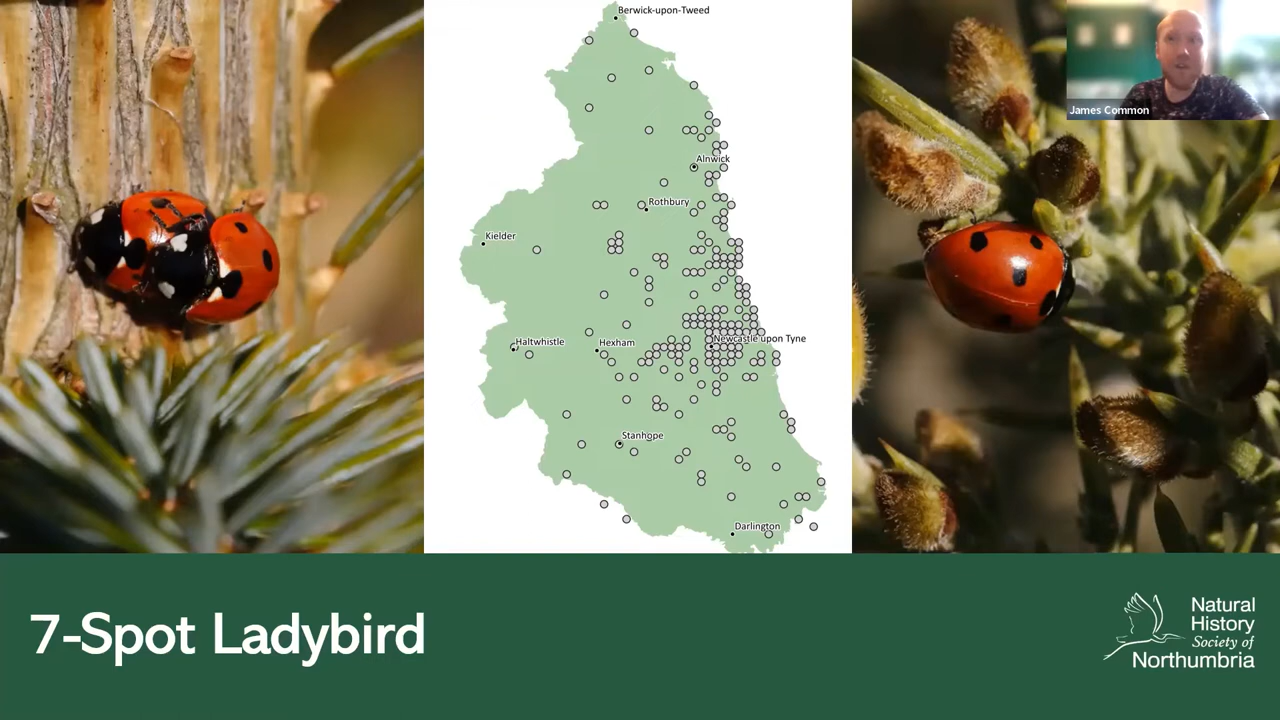 Berwick-upon-Tweed
James Common
Alnwick
Rothbury
Kielder
Haltwhistle
Hexham
Newcastle upon Tyne
Stanhope
Darlington
7-Spot Ladybird
Natural
History
Society of
Northumbria